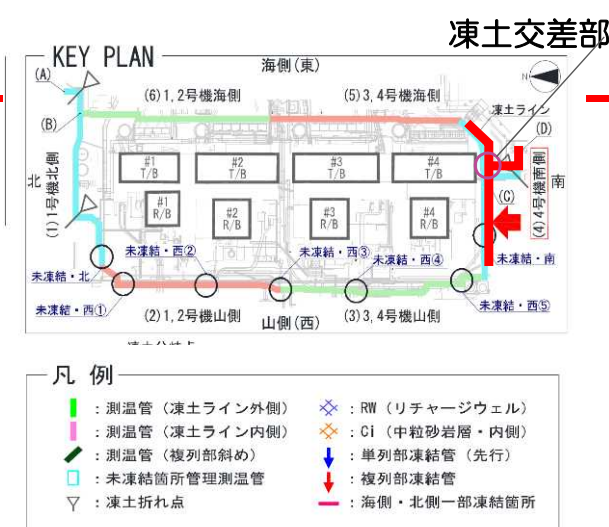 凍土交差部
KEY PLAN
海側(東)
(A)
(6)1,2号機海側
(5)3,4号機海側
N
凍土ライン
(B)
(D)
#1
T/B
#2
T/B
#3
T/B
#4
T/B
北
(1)1号機北側
#1
R/B
#2
R/B
#3
R/B
#4
R/B
(C)
(4)4号機南側
南
未凍結・北
未凍結・西②
未凍結・西③
未凍結・西④
未凍結・南
未凍結・西①
(2)1,2号機山側
山側(西)
(3)3,4号機山側
未凍結・西⑤
凡 例
:測温管(凍土ライン外側)
:測温管(凍土ライン内側)
:測温管(複列部斜め)
:未凍結箇所管理測温管
:凍土折れ点
:RW (リチャージウェル)
:Ci (中粒砂岩層・内側)
:単列部凍結管(先行)
:複列部凍結管
:海側・北側一部凍結箇所